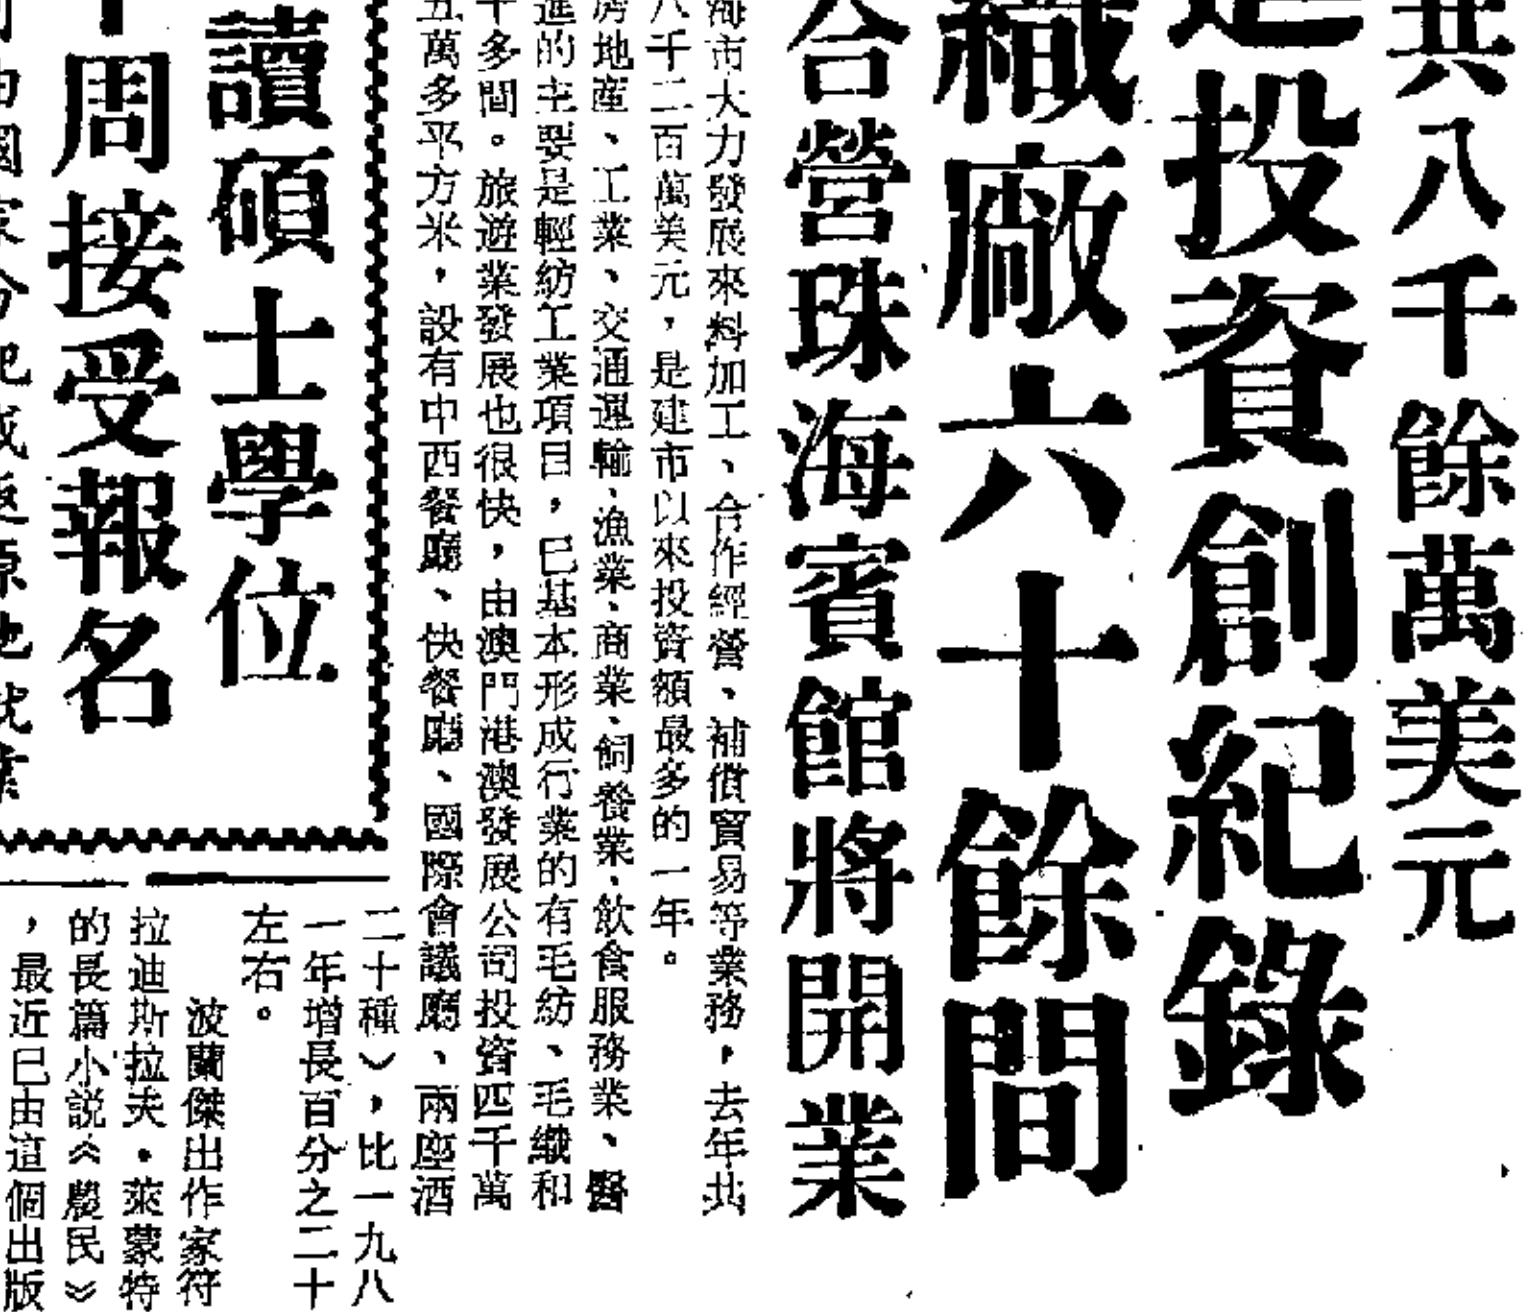 共八千餘萬美元
造投資創紀錄
織廠六十餘間
合營珠海賓館將開業
海市大力發展來料加工、合作經營、補償貿易等業務，去年共
八千二百萬美元，是建市以來投資額最多的一年。
房地產、工業、交通運輸、漁業、商業、飼養業、飲食服務業、醫
進的主要是輕紡工業項目，已基本形成行業的有毛紡、毛織和
十多間。旅遊業發展也很快，由澳門港澳發展公司投資四千萬
五萬多平方米，設有中西餐廳、快餐廳、國際會議廳、兩座酒
讀碩士學位
周接受報名
原地就業
二十種），比一九八
一年增長百分之二十
左右。
波蘭傑出作家符
拉迪斯拉夫・萊蒙特
的長篇小説《農民》
，最近已由這個出版